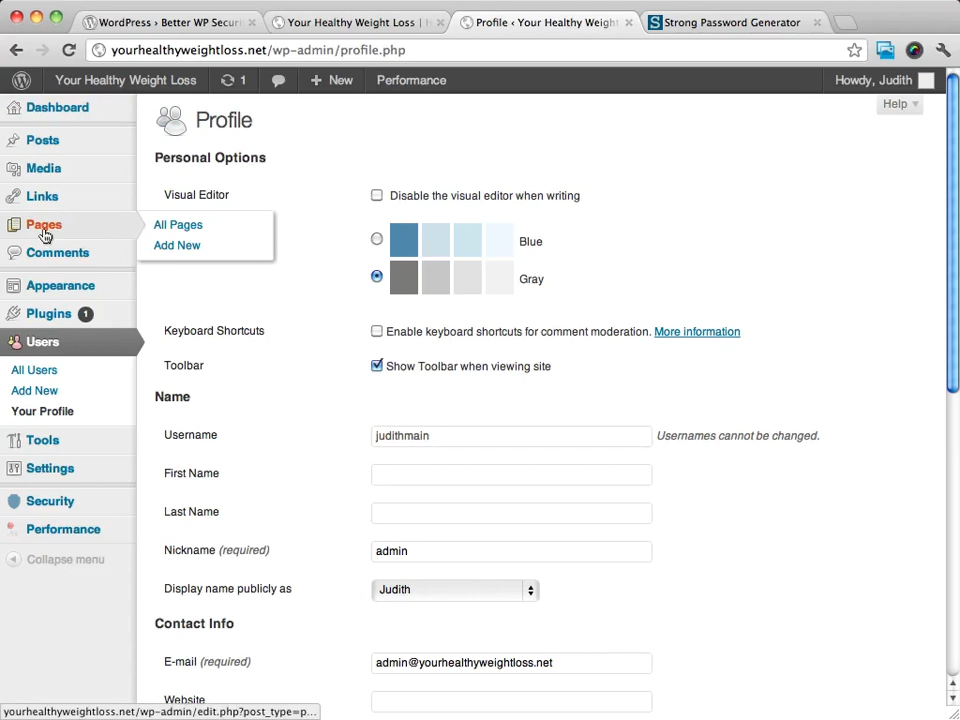 WordPress › Better WP Securi
Your Healthy Weight Loss | H
Profile ‹ Your Healthy Weight
Strong Password Generator
yourhealthyweightloss.net/wp-admin/profile.php
Your Healthy Weight Loss 1 New Performance Howdy, Judith
Help
Dashboard
Posts
Media
Links
Pages
All Pages
Add New
Comments
Appearance
Plugins 1
Users
All Users
Add New
Your Profile
Tools
Settings
Security
Performance
Collapse menu
Profile
Personal Options
Visual Editor Disable the visual editor when writing
Blue
Gray
Keyboard Shortcuts Enable keyboard shortcuts for comment moderation. More information
Toolbar Show Toolbar when viewing site
Name
Username judithmain Usernames cannot be changed.
First Name
Last Name
Nickname (required) admin
Display name publicly as Judith
Contact Info
E-mail (required) admin@yourhealthyweightloss.net
Website
yourhealthyweightloss.net/wp-admin/edit.php?post_type=p...